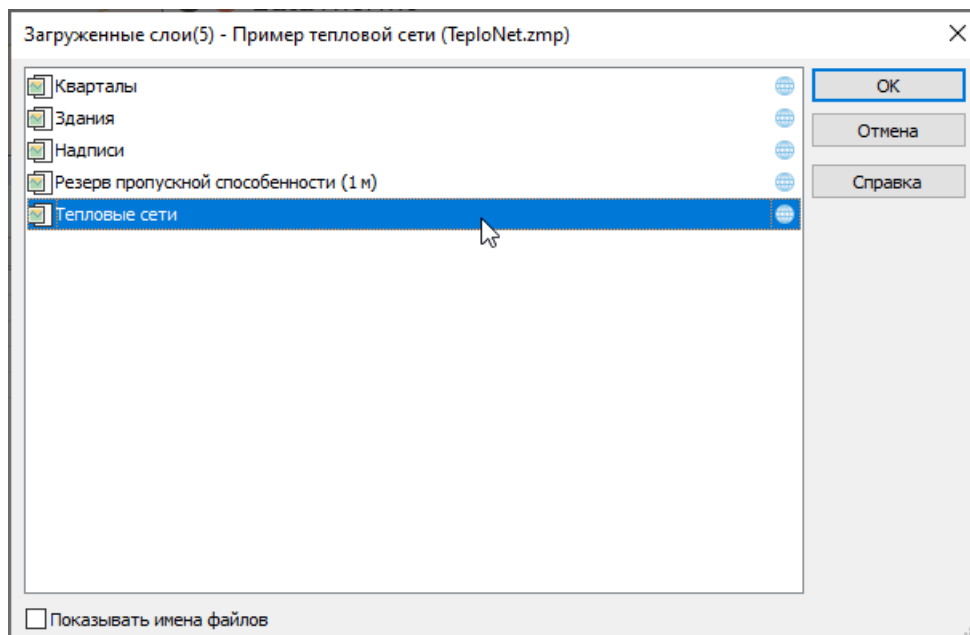 Загруженные слои(5) - Пример тепловой сети (TeploNet.zmp)
Кварталы
Здания
Надписи
Резерв пропускной способенности (1 м)
Тепловые сети
ОК
Отмена
Справка
Показывать имена файлов